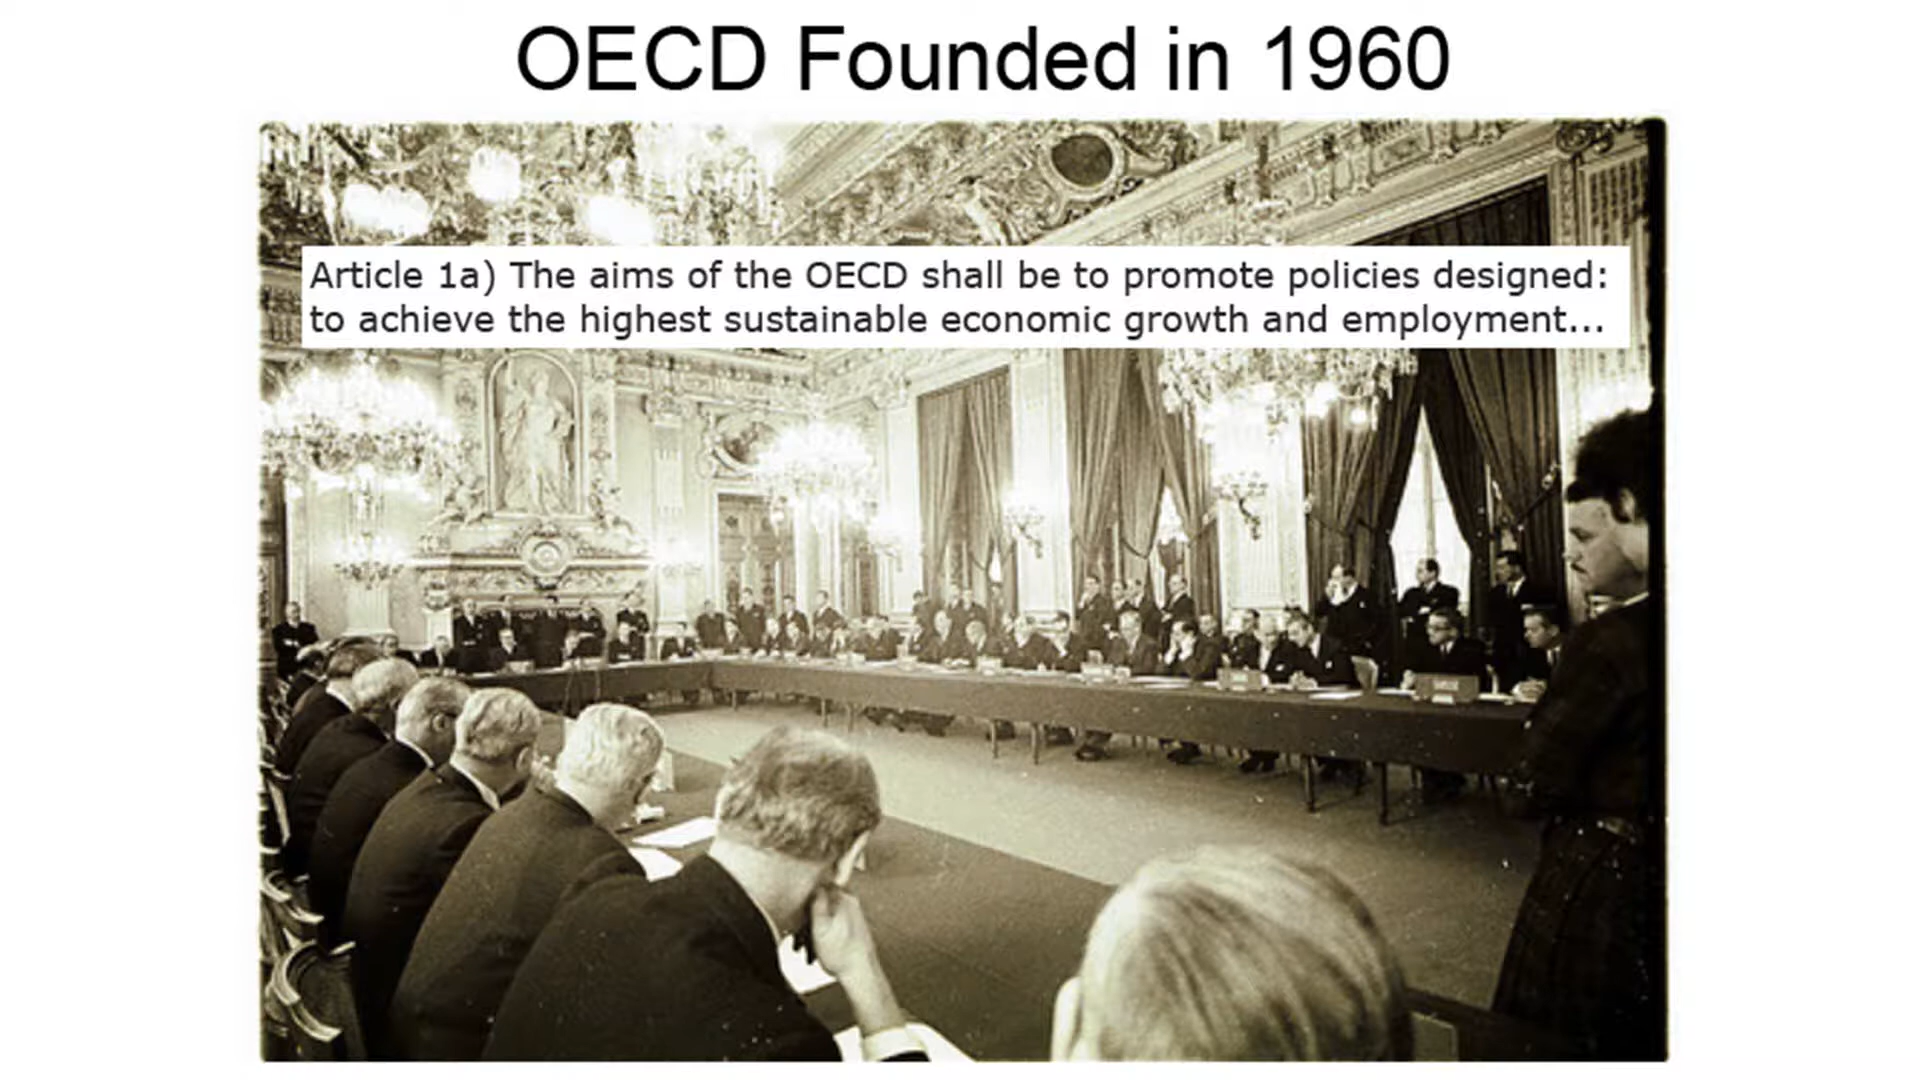 OECD Founded in 1960
Article 1a) The aims of the OECD shall be to promote policies designed:
to achieve the highest sustainable economic growth and employment...